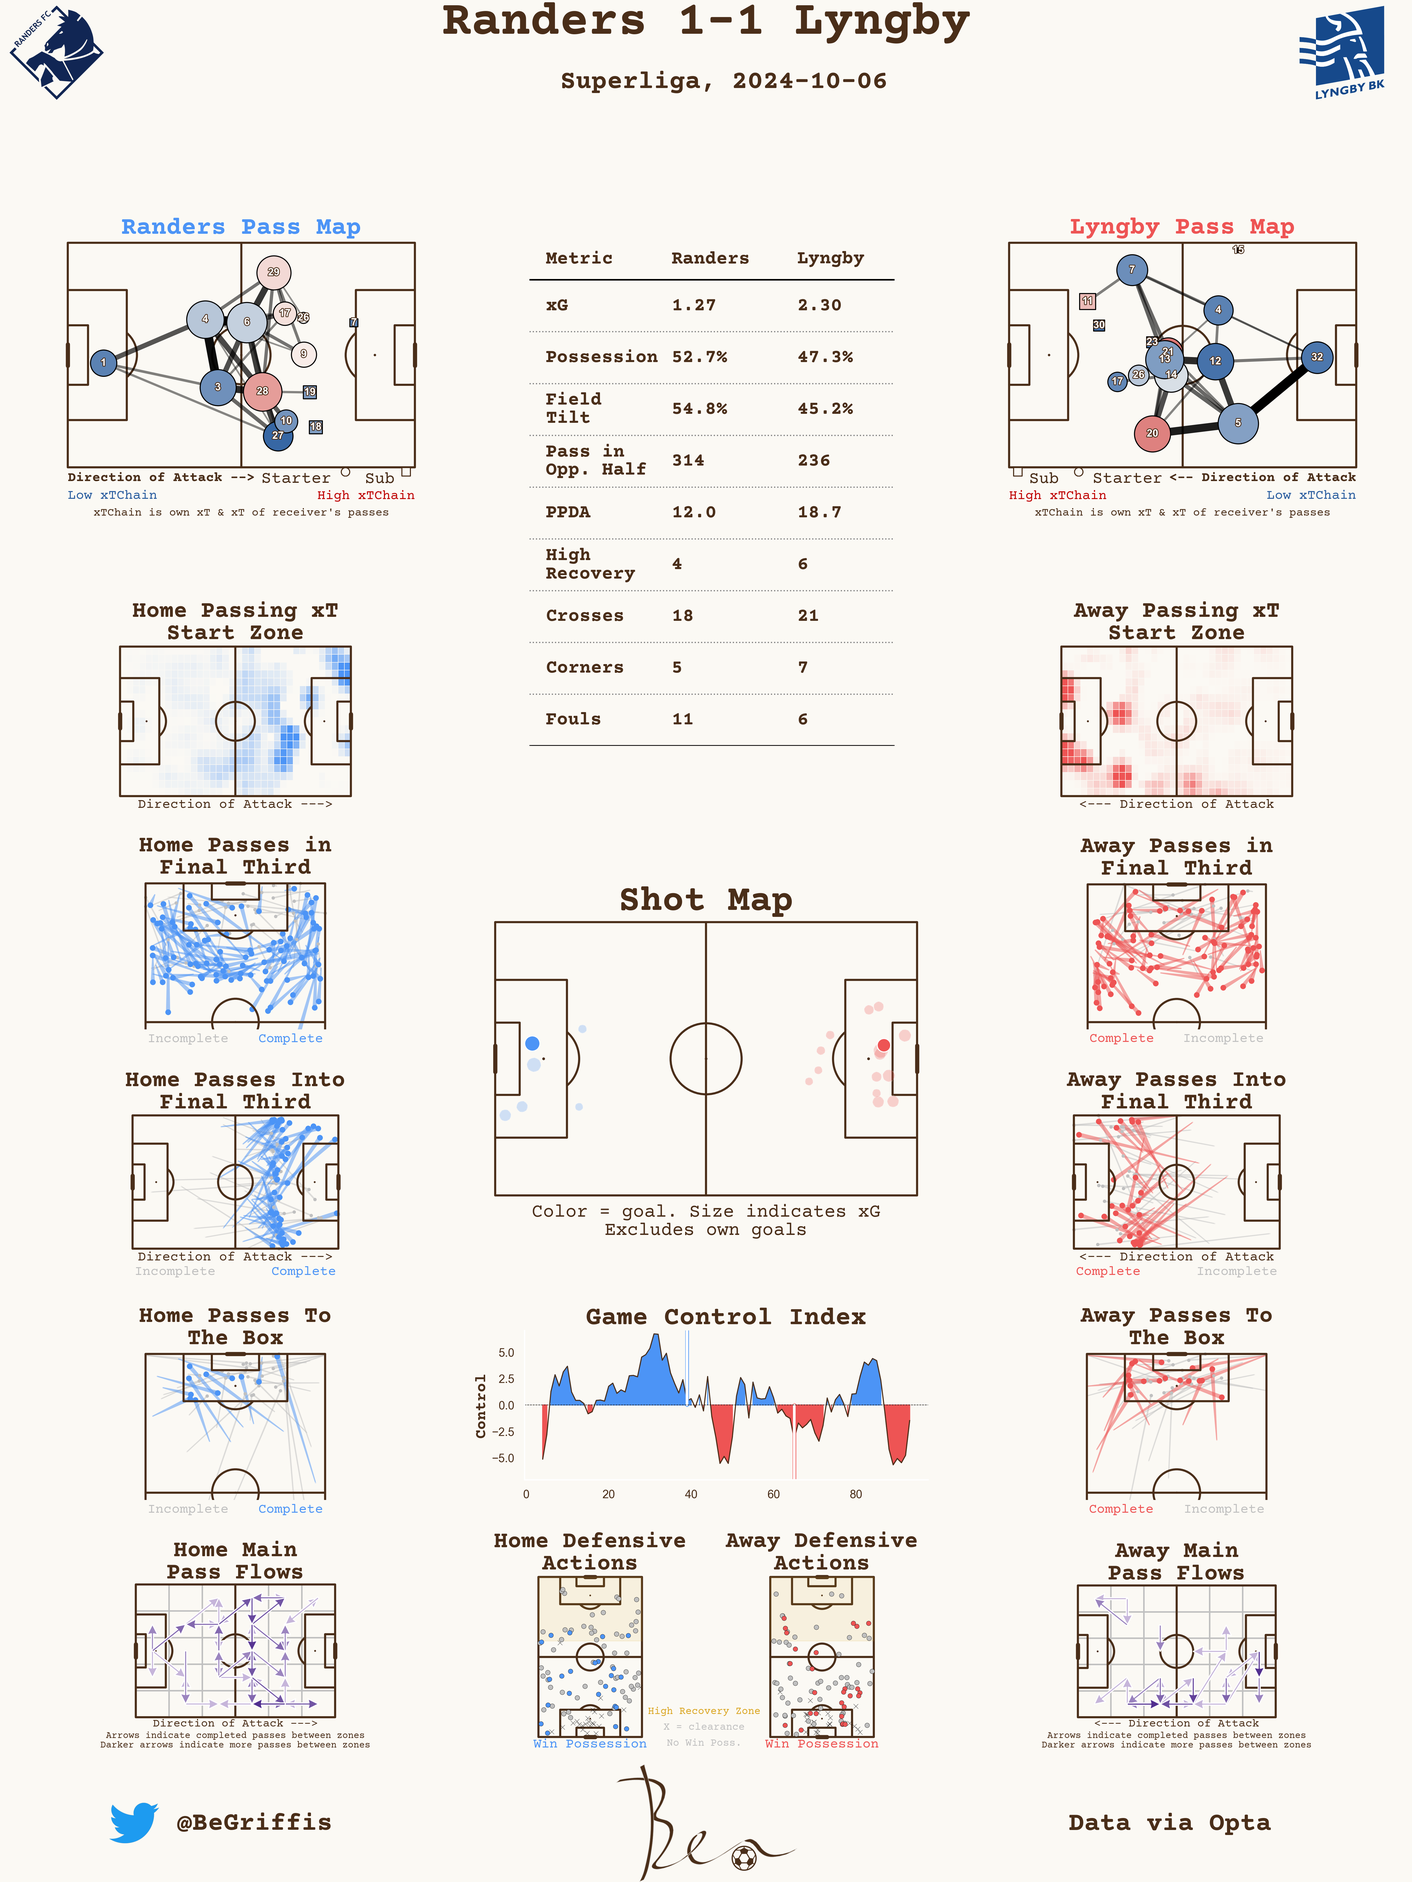 Randers 1-1 Lyngby
Superliga, 2024-10-06
RANDERS FC
LYNGBY BK
Randers Pass Map
29
4
6
17
26
7
9
1
3
28
19
10
18
27
Direction of Attack --> Starter Sub
Low xTChain High xTChain
xTChain is own xT & xT of receiver's passes
Metric Randers Lyngby
xG 1.27 2.30
Possession 52.7% 47.3%
Field
Tilt 54.8% 45.2%
Pass in
Opp. Half 314 236
PPDA 12.0 18.7
High
Recovery 4 6
Crosses 18 21
Corners 5 7
Fouls 11 6
Lyngby Pass Map
15
7
11
4
30
23
21
13
12
32
17
26
14
5
20
Sub Starter <-- Direction of Attack
High xTChain Low xTChain
xTChain is own xT & xT of receiver's passes
Home Passing xT
Start Zone
Direction of Attack --->
Away Passing xT
Start Zone
<--- Direction of Attack
Home Passes in
Final Third
Incomplete Complete
Away Passes in
Final Third
Complete Incomplete
Shot Map
Color = goal. Size indicates xG
Excludes own goals
Home Passes Into
Final Third
Direction of Attack --->
Incomplete Complete
Away Passes Into
Final Third
<--- Direction of Attack
Complete Incomplete
Home Passes To
The Box
Incomplete Complete
Game Control Index
Control
5.0
2.5
0.0
−2.5
−5.0
0 20 40 60 80
Away Passes To
The Box
Complete Incomplete
Home Main
Pass Flows
Direction of Attack --->
Arrows indicate completed passes between zones
Darker arrows indicate more passes between zones
Home Defensive
Actions
Win Possession
High Recovery Zone
X = clearance
No Win Poss.
Away Defensive
Actions
Win Possession
Away Main
Pass Flows
<--- Direction of Attack
Arrows indicate completed passes between zones
Darker arrows indicate more passes between zones
@BeGriffis
Ben
Data via Opta